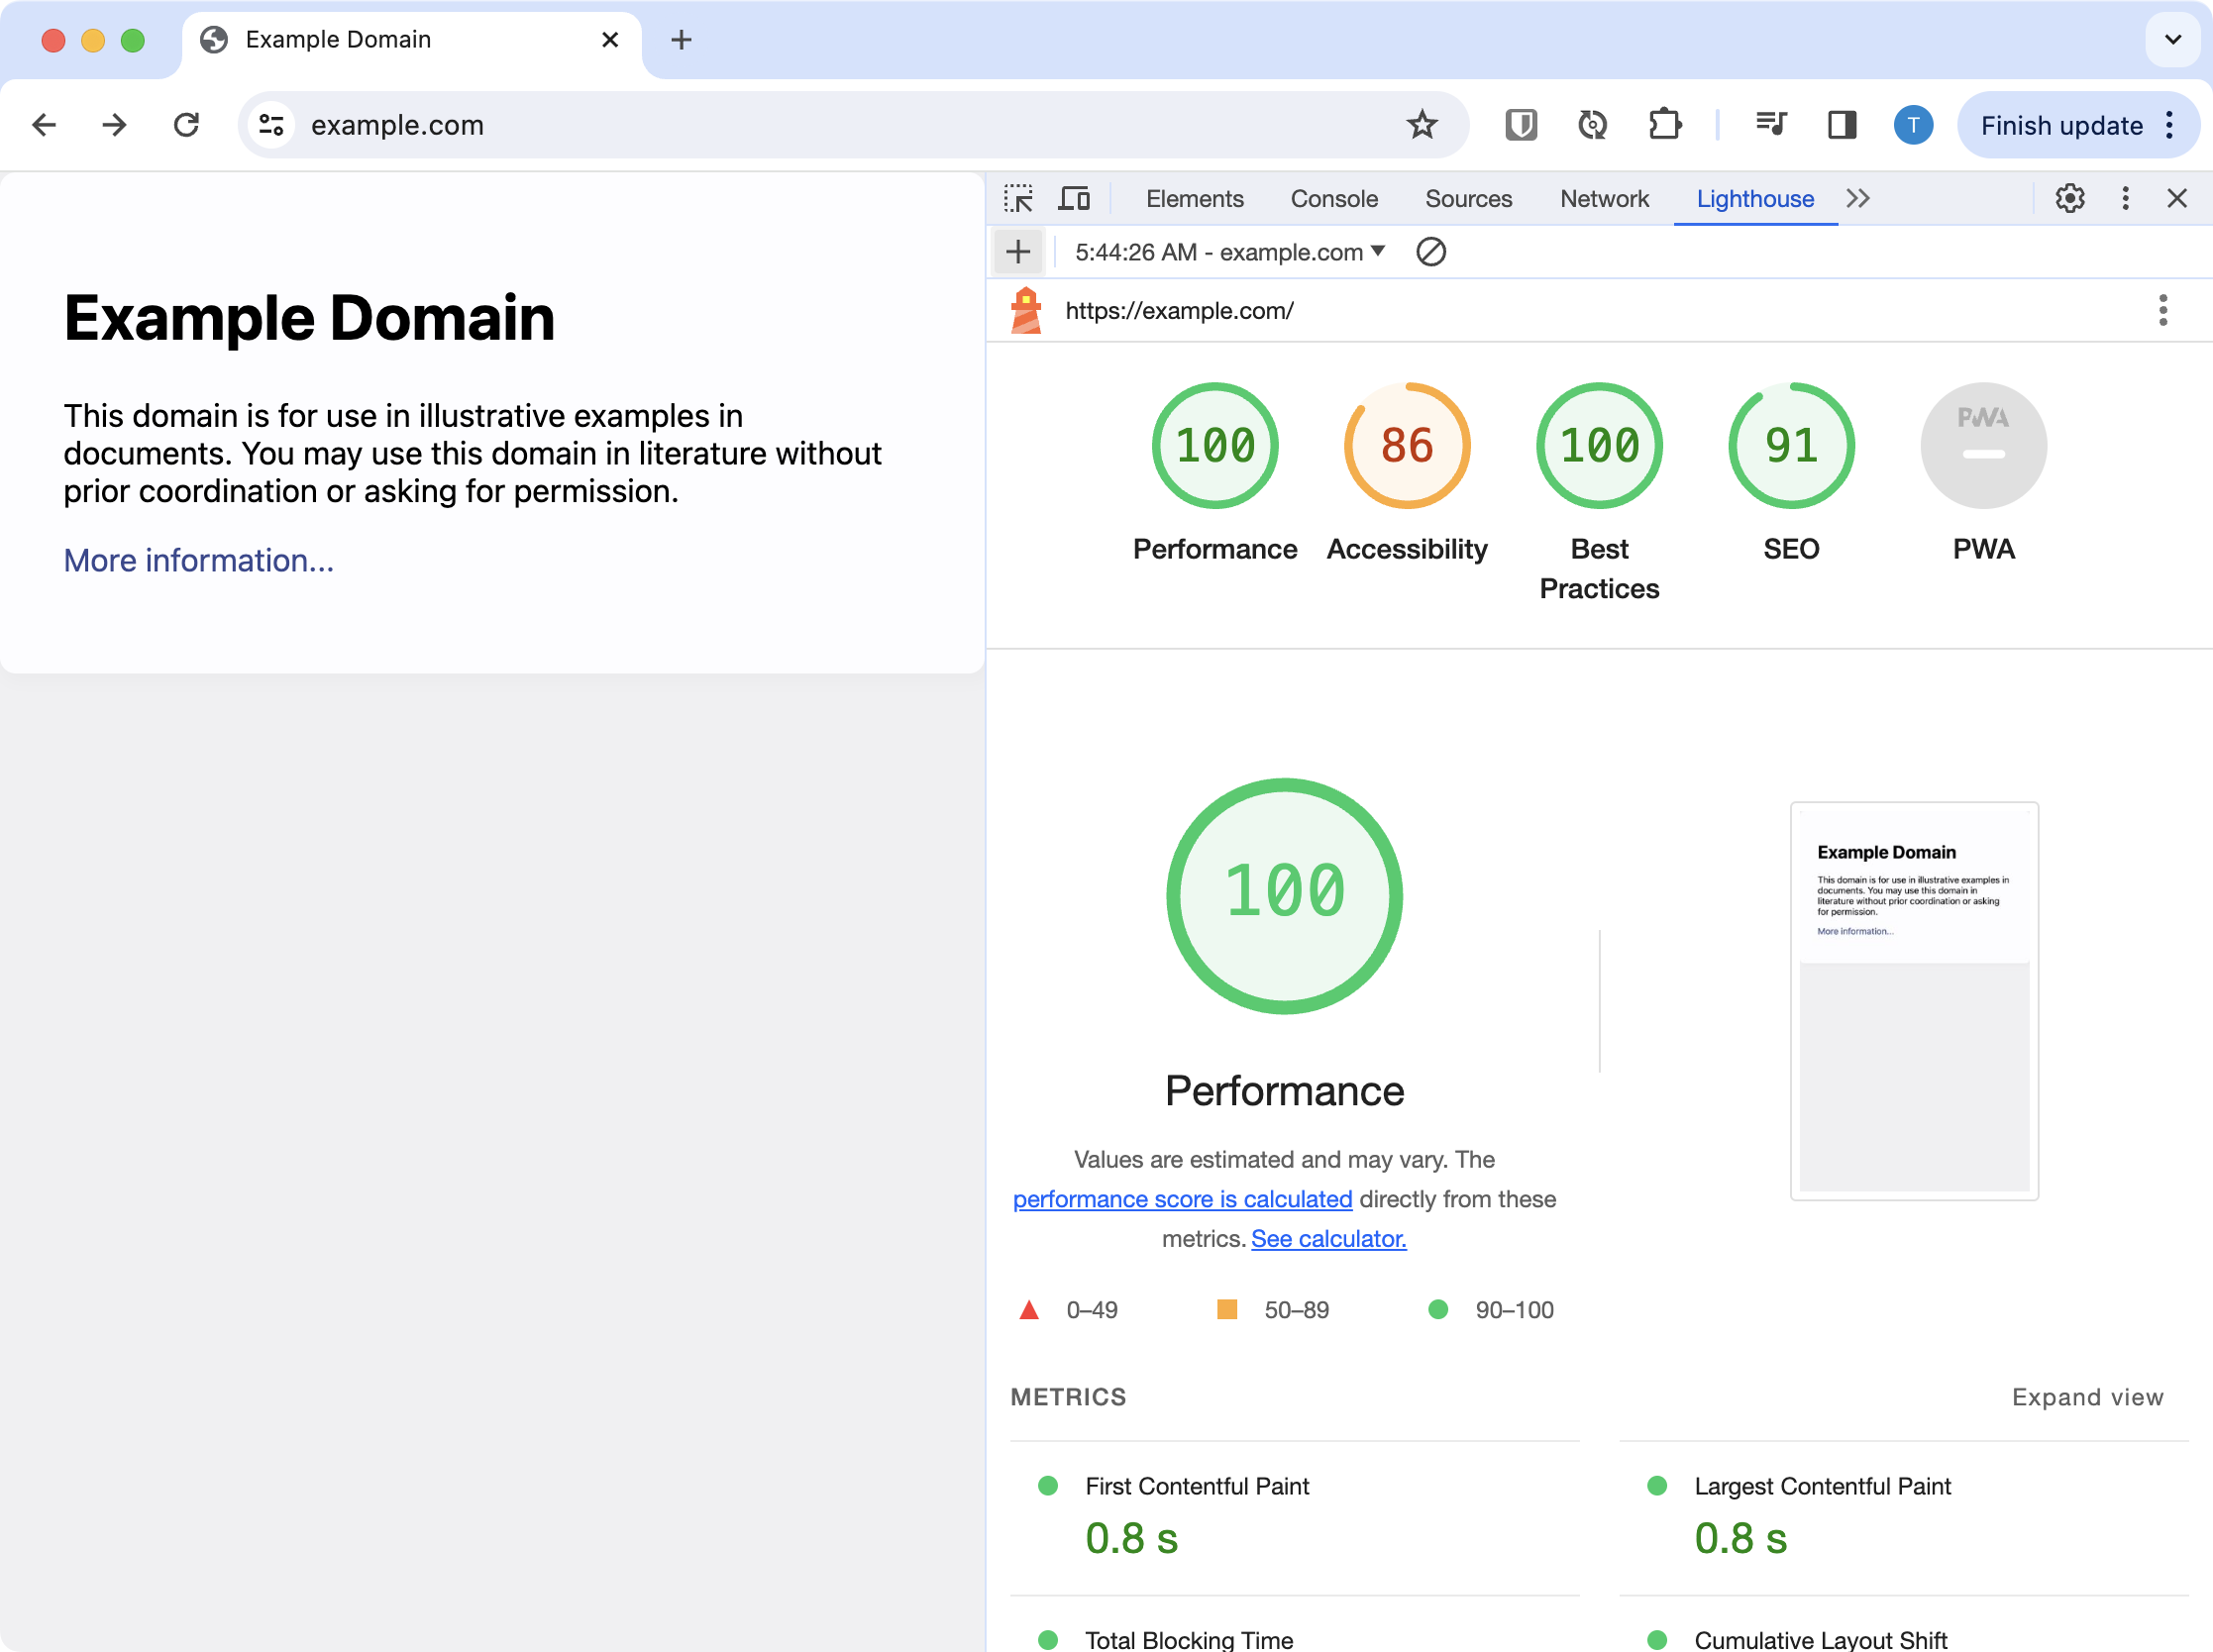 Example Domain
example.com
T
Finish update
Example Domain
This domain is for use in illustrative examples in
documents. You may use this domain in literature without
prior coordination or asking for permission.
More information...
Elements Console Sources Network Lighthouse
5:44:26 AM - example.com
https://example.com/
100 86 100 91 PWA
Performance Accessibility Best Practices SEO PWA
100
Performance
Values are estimated and may vary. The
performance score is calculated directly from these
metrics. See calculator.
0–49 50–89 90–100
Example Domain
This domain is for use in illustrative examples in
documents. You may use this domain in
literature without prior coordination or asking
for permission.
More information...
METRICS Expand view
First Contentful Paint Largest Contentful Paint
0.8 s 0.8 s
Total Blocking Time Cumulative Layout Shift